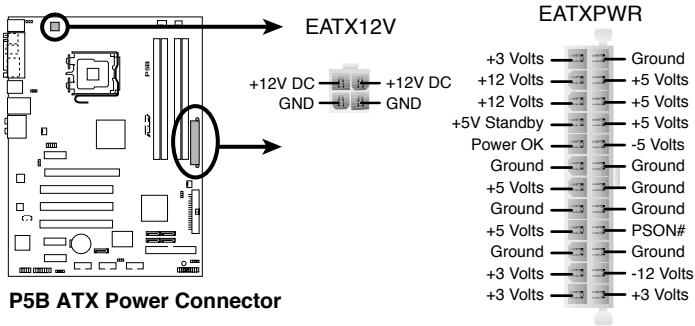 EATX12V
+12V DC +12V DC
GND GND
EATXPWR
+3 Volts Ground
+12 Volts +5 Volts
+12 Volts +5 Volts
+5V Standby +5 Volts
Power OK -5 Volts
Ground Ground
+5 Volts Ground
Ground Ground
+5 Volts PSON#
Ground Ground
+3 Volts -12 Volts
+3 Volts +3 Volts
P5B
P5B ATX Power Connector